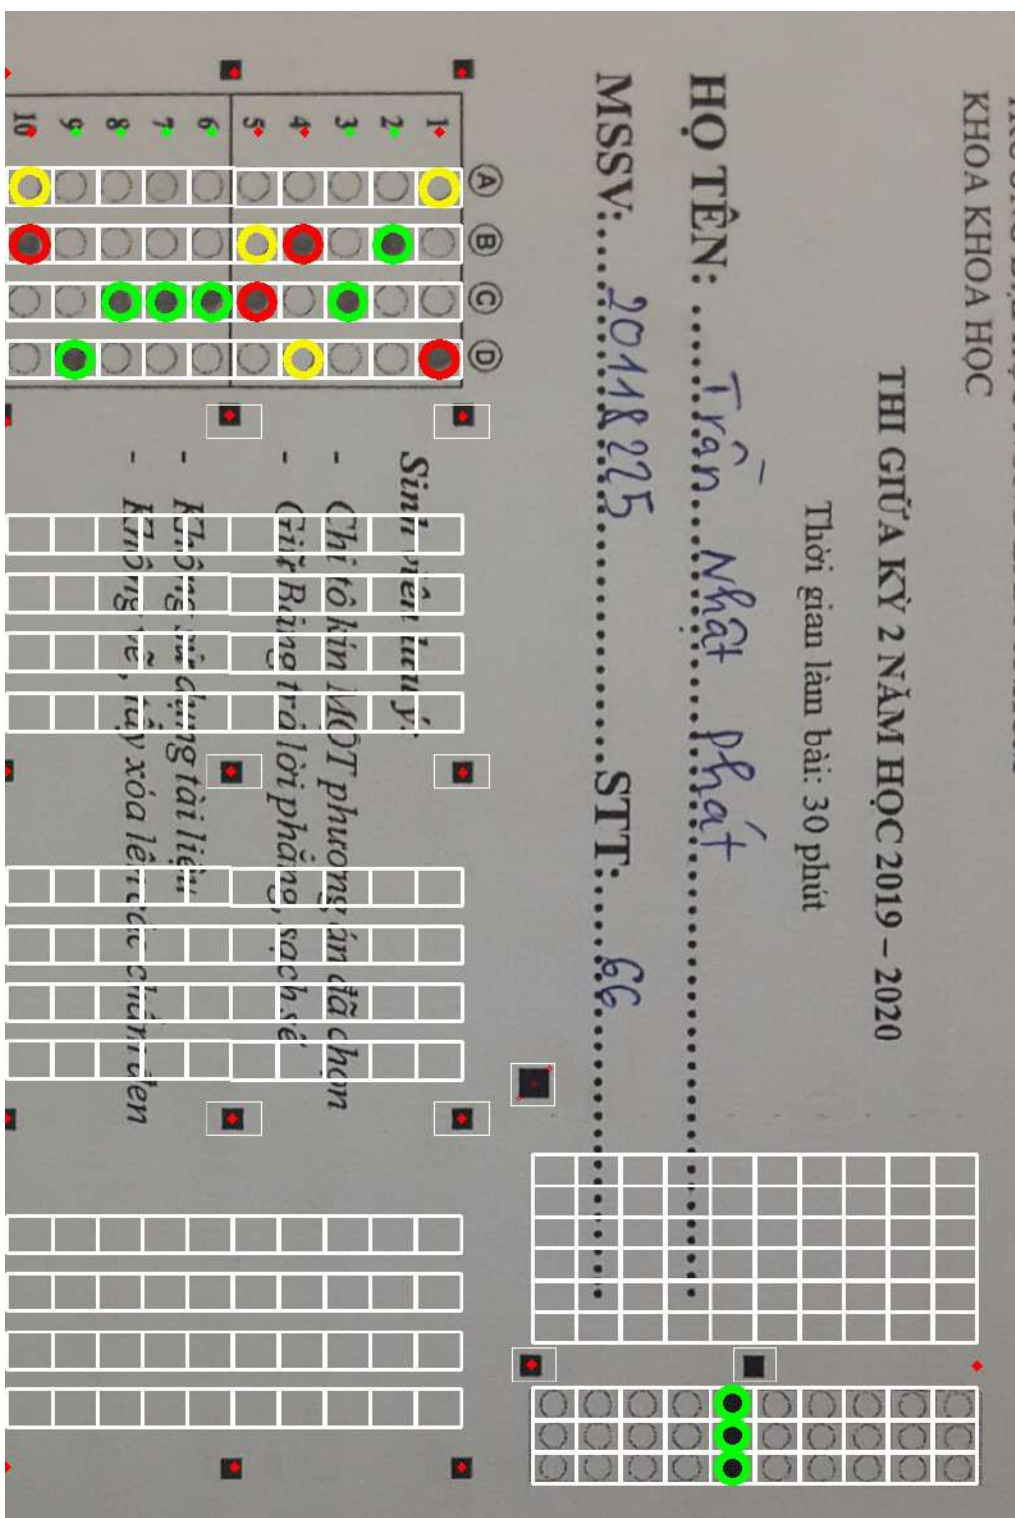 KHOA KHOA HỌC
THI GIỮA KỲ 2 NĂM HỌC 2019 – 2020
Thời gian làm bài: 30 phút
HỌ TÊN: Trần Nhật Phát
MSSV: 20118225 STT: 66
Sinh viên lưu ý:
- Chỉ tô kín MỘT phương án đã chọn
- Giữ Bảng trả lời phẳng, sạch sẽ
- Không sử dụng tài liệu
- Không vẽ, tẩy xóa lên các chấm đen
A B C D
1
2
3
4
5
6
7
8
9
10